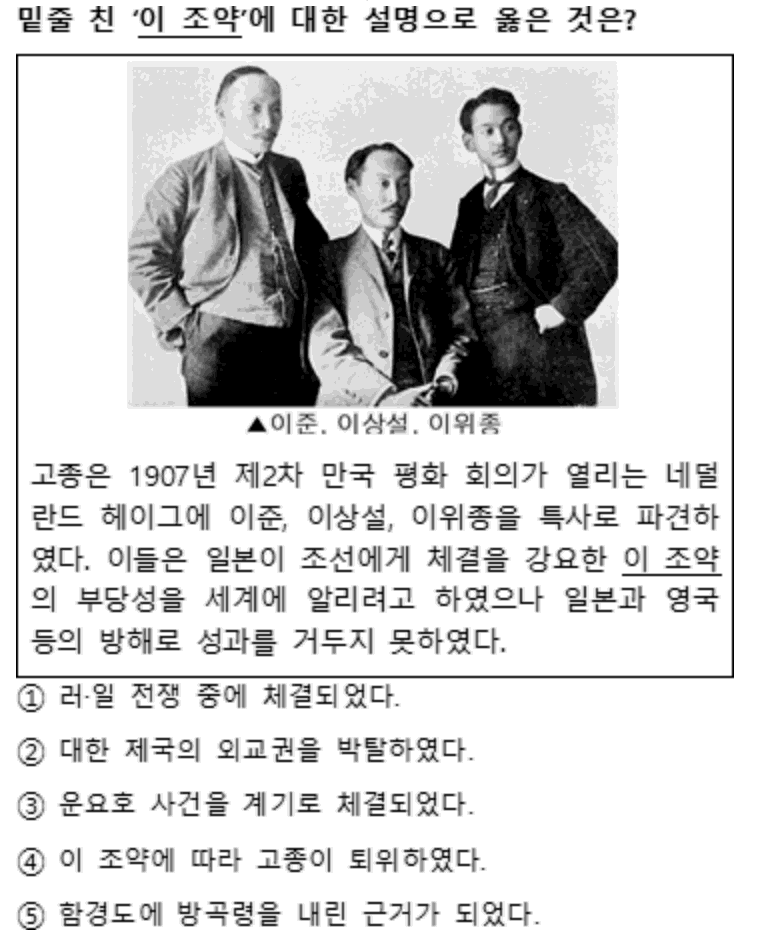 밑줄 친 ‘이 조약’에 대한 설명으로 옳은 것은?
▲이준, 이상설, 이위종
고종은 1907년 제2차 만국 평화 회의가 열리는 네덜
란드 헤이그에 이준, 이상설, 이위종을 특사로 파견하
였다. 이들은 일본이 조선에게 체결을 강요한 이 조약
의 부당성을 세계에 알리려고 하였으나 일본과 영국
등의 방해로 성과를 거두지 못하였다.
① 러·일 전쟁 중에 체결되었다.
② 대한 제국의 외교권을 박탈하였다.
③ 운요호 사건을 계기로 체결되었다.
④ 이 조약에 따라 고종이 퇴위하였다.
⑤ 함경도에 방곡령을 내린 근거가 되었다.